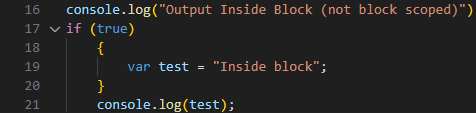 16 console.log("Output Inside Block (not block scoped)")
17 if (true)
18 {
19 var test = "Inside block";
20 }
21 console.log(test);